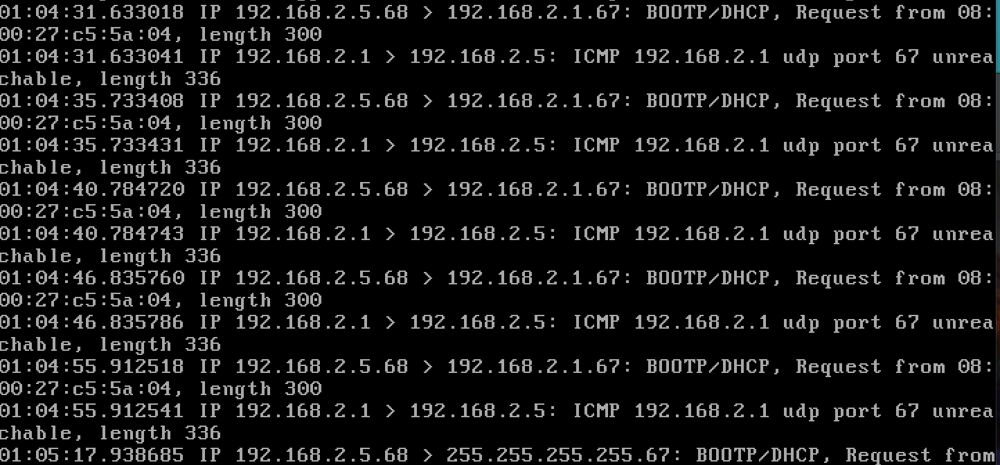 01:04:31.633018 IP 192.168.2.5.68 > 192.168.2.1.67: BOOTP/DHCP, Request from 08:
00:27:c5:5a:04, length 300
01:04:31.633041 IP 192.168.2.1 > 192.168.2.5: ICMP 192.168.2.1 udp port 67 unrea
chable, length 336
01:04:35.733408 IP 192.168.2.5.68 > 192.168.2.1.67: BOOTP/DHCP, Request from 08:
00:27:c5:5a:04, length 300
01:04:35.733431 IP 192.168.2.1 > 192.168.2.5: ICMP 192.168.2.1 udp port 67 unrea
chable, length 336
01:04:40.784720 IP 192.168.2.5.68 > 192.168.2.1.67: BOOTP/DHCP, Request from 08:
00:27:c5:5a:04, length 300
01:04:40.784743 IP 192.168.2.1 > 192.168.2.5: ICMP 192.168.2.1 udp port 67 unrea
chable, length 336
01:04:46.835760 IP 192.168.2.5.68 > 192.168.2.1.67: BOOTP/DHCP, Request from 08:
00:27:c5:5a:04, length 300
01:04:46.835786 IP 192.168.2.1 > 192.168.2.5: ICMP 192.168.2.1 udp port 67 unrea
chable, length 336
01:04:55.912518 IP 192.168.2.5.68 > 192.168.2.1.67: BOOTP/DHCP, Request from 08:
00:27:c5:5a:04, length 300
01:04:55.912541 IP 192.168.2.1 > 192.168.2.5: ICMP 192.168.2.1 udp port 67 unrea
chable, length 336
01:05:17.938685 IP 192.168.2.5.68 > 255.255.255.255.67: BOOTP/DHCP, Request from